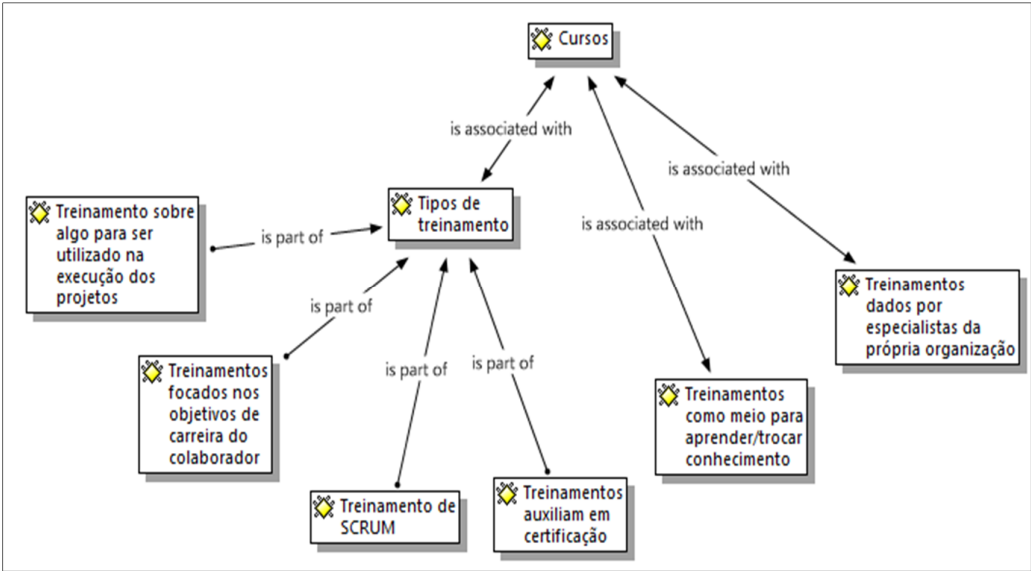 Cursos
is associated with
is associated with
is associated with
Tipos de
treinamento
Treinamento sobre
algo para ser
utilizado na
execução dos
projetos
is part of
is part of
is part of
is part of
Treinamentos
dados por
especialistas da
própria organização
Treinamentos
focados nos
objetivos de
carreira do
colaborador
Treinamentos
como meio para
aprender/trocar
conhecimento
Treinamento de
SCRUM
Treinamentos
auxiliam em
certificação